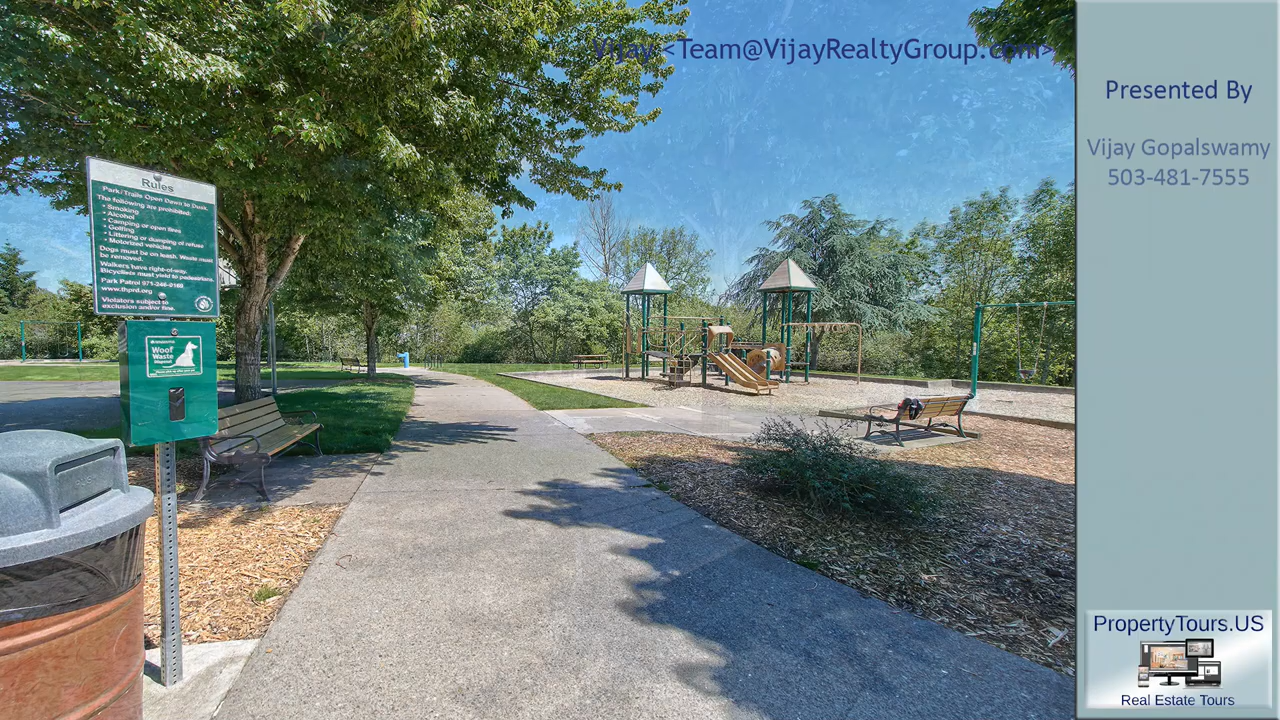 Vijay <Team@VijayRealtyGroup.com>
Presented By
Vijay Gopalswamy
503-481-7555
Rules
Park/Trails Open Dawn to Dusk.
The following are prohibited:
• Smoking
• Alcohol
• Camping or open fires
• Golfing
• Littering or dumping of refuse
• Motorized vehicles
Dogs must be on leash. Waste must
be removed.
Walkers have right-of-way.
Bicyclists must yield to pedestrians.
Park Patrol 971-246-9168
www.thprd.org
Violators subject to
exclusion and/or fine.
Woof
Waste
PUSH
PropertyTours.US
Real Estate Tours